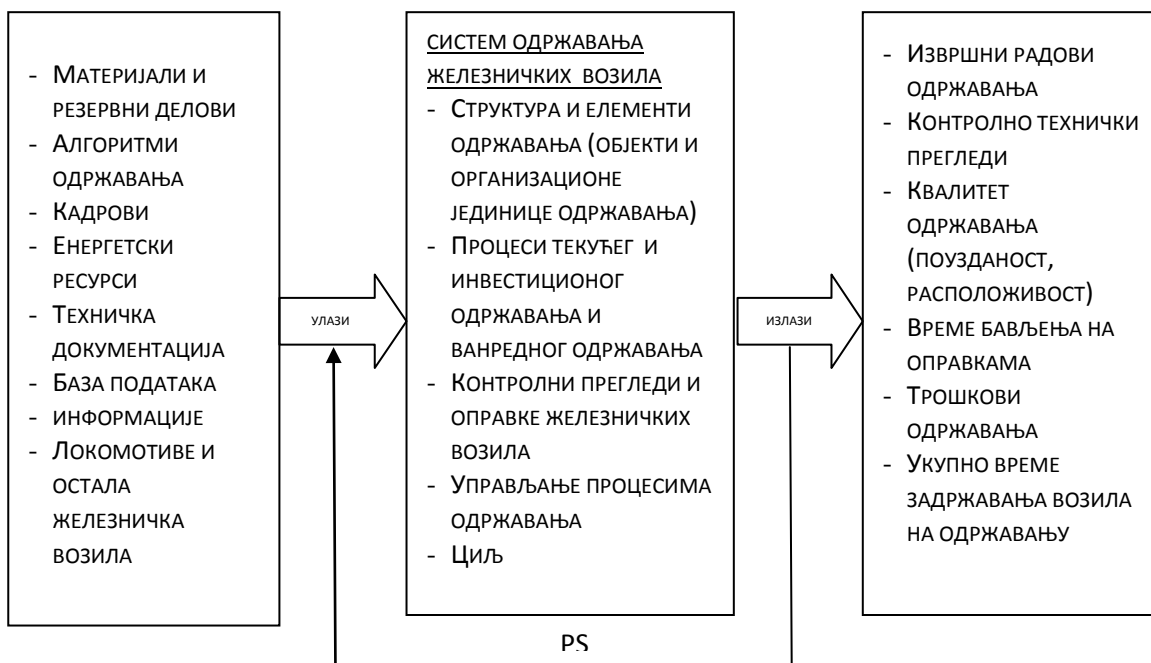 - Материјали и
резервни делови
- Алгоритми
одржавања
- Кадрови
- Енергетски
ресурси
- Техничка
документација
- База података
- информације
- Локомотиве и
остала
железничка
возила
улази
СИСТЕМ ОДРЖАВАЊА
ЖЕЛЕЗНИЧКИХ ВОЗИЛА
- Структура и елементи
одржавања (објекти и
организационе
јединице одржавања)
- Процеси текућег и
инвестиционог
одржавања и
ванредног одржавања
- Контролни прегледи и
оправке железничких
возила
- Управљање процесима
одржавања
- Циљ
излази
- Извршни радови
одржавања
- Контролно технички
прегледи
- Квалитет
одржавања
(поузданост,
расположивост)
- Време бављења на
оправкама
- Трошкови
одржавања
- Укупно време
задржавања возила
на одржавању
PS